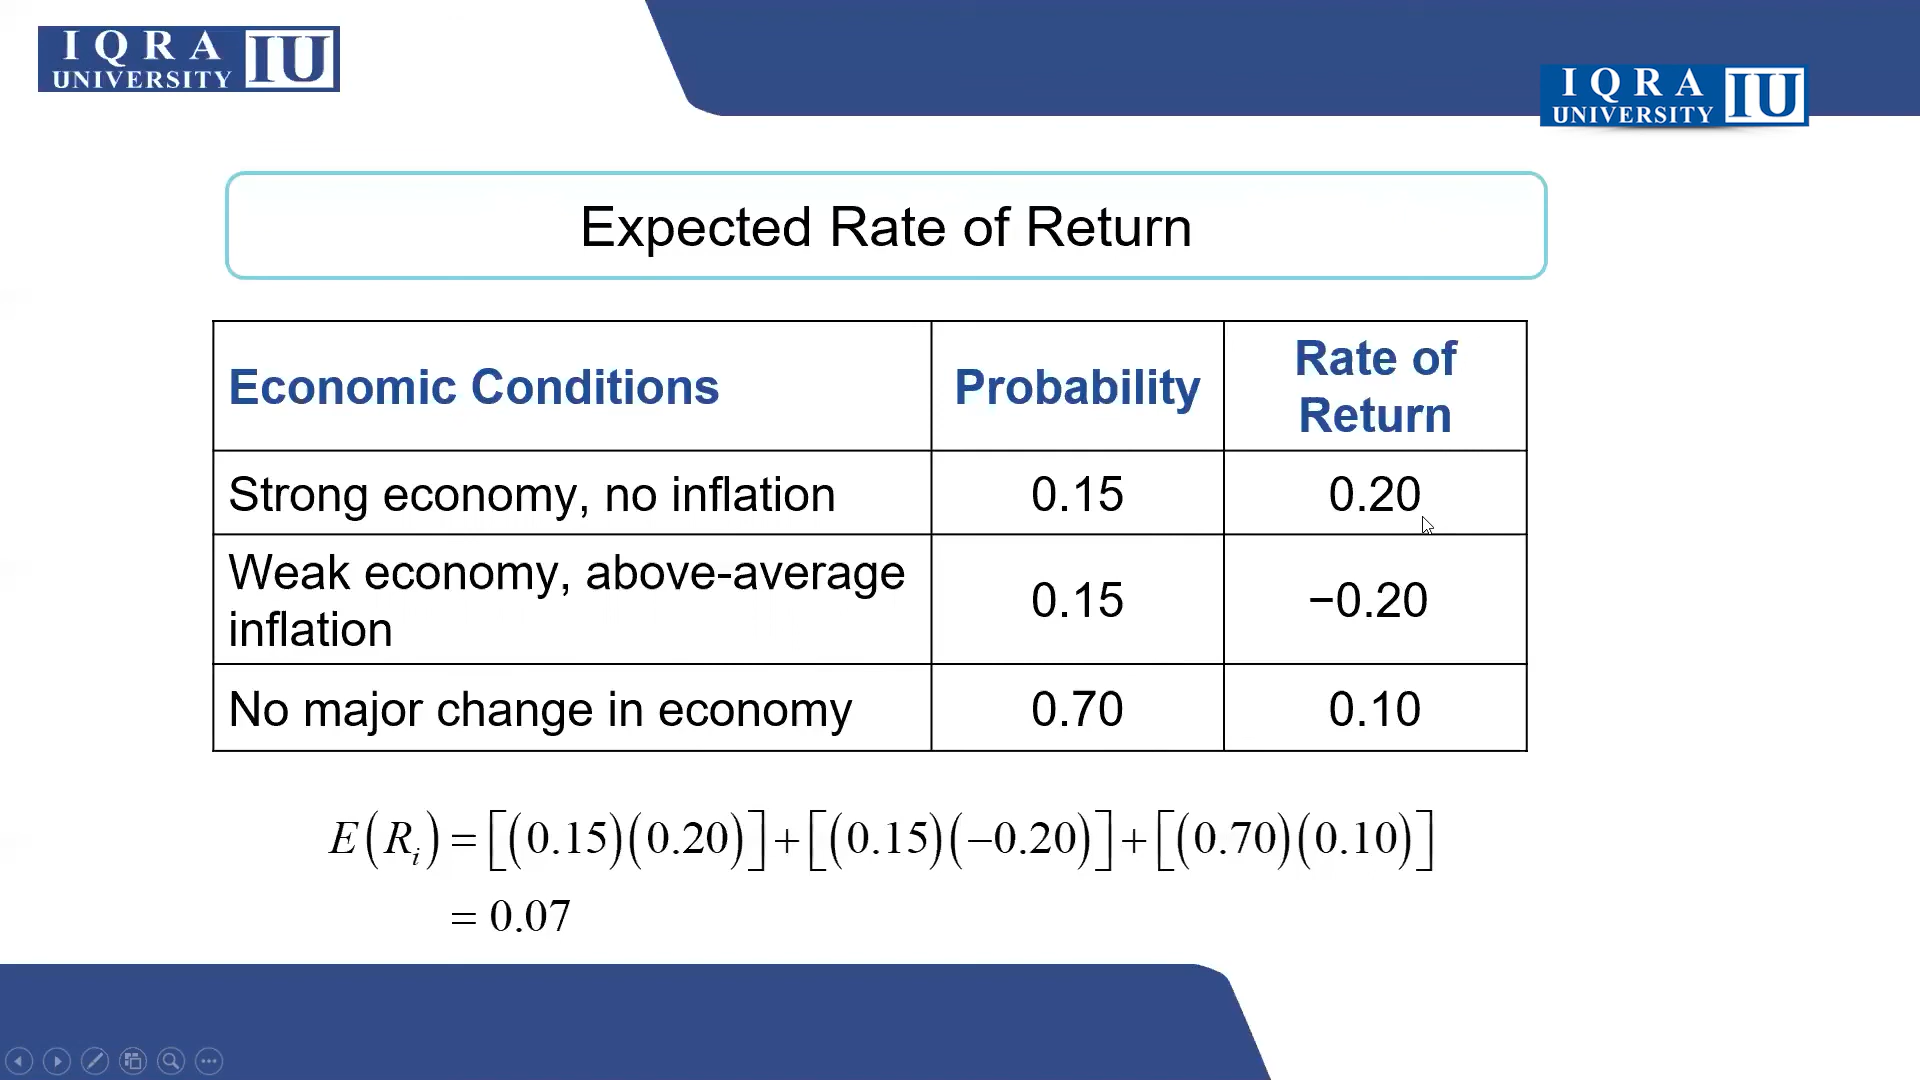 IQRA
UNIVERSITY IU
IQRA
UNIVERSITY IU
Expected Rate of Return
Economic Conditions Probability Rate of Return
Strong economy, no inflation 0.15 0.20
Weak economy, above-average inflation 0.15 −0.20
No major change in economy 0.70 0.10
E(Rᵢ) = [(0.15)(0.20)] + [(0.15)(−0.20)] + [(0.70)(0.10)]
= 0.07